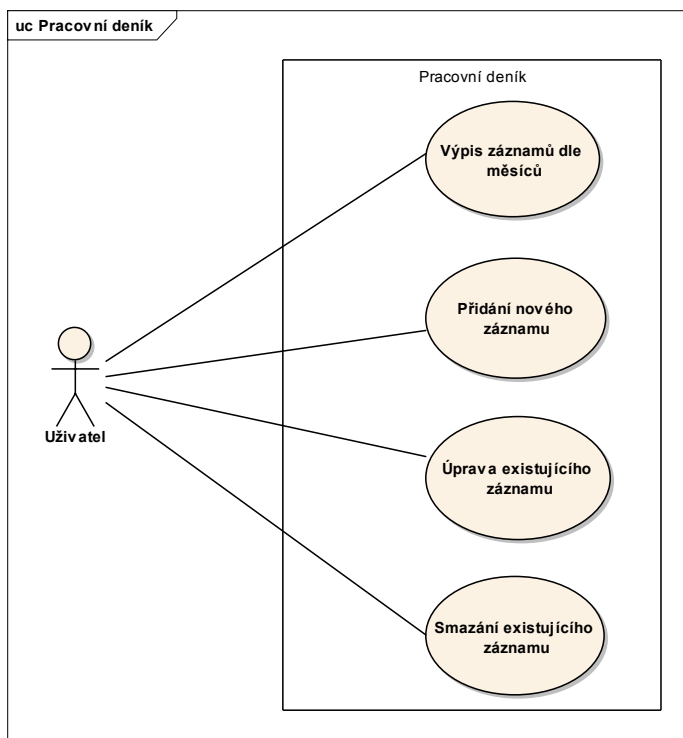 uc Pracovní deník
Pracovní deník
Výpis záznamů dle
měsíců
Přidání nového
záznamu
Uživatel
Úprava existujícího
záznamu
Smazání existujícího
záznamu